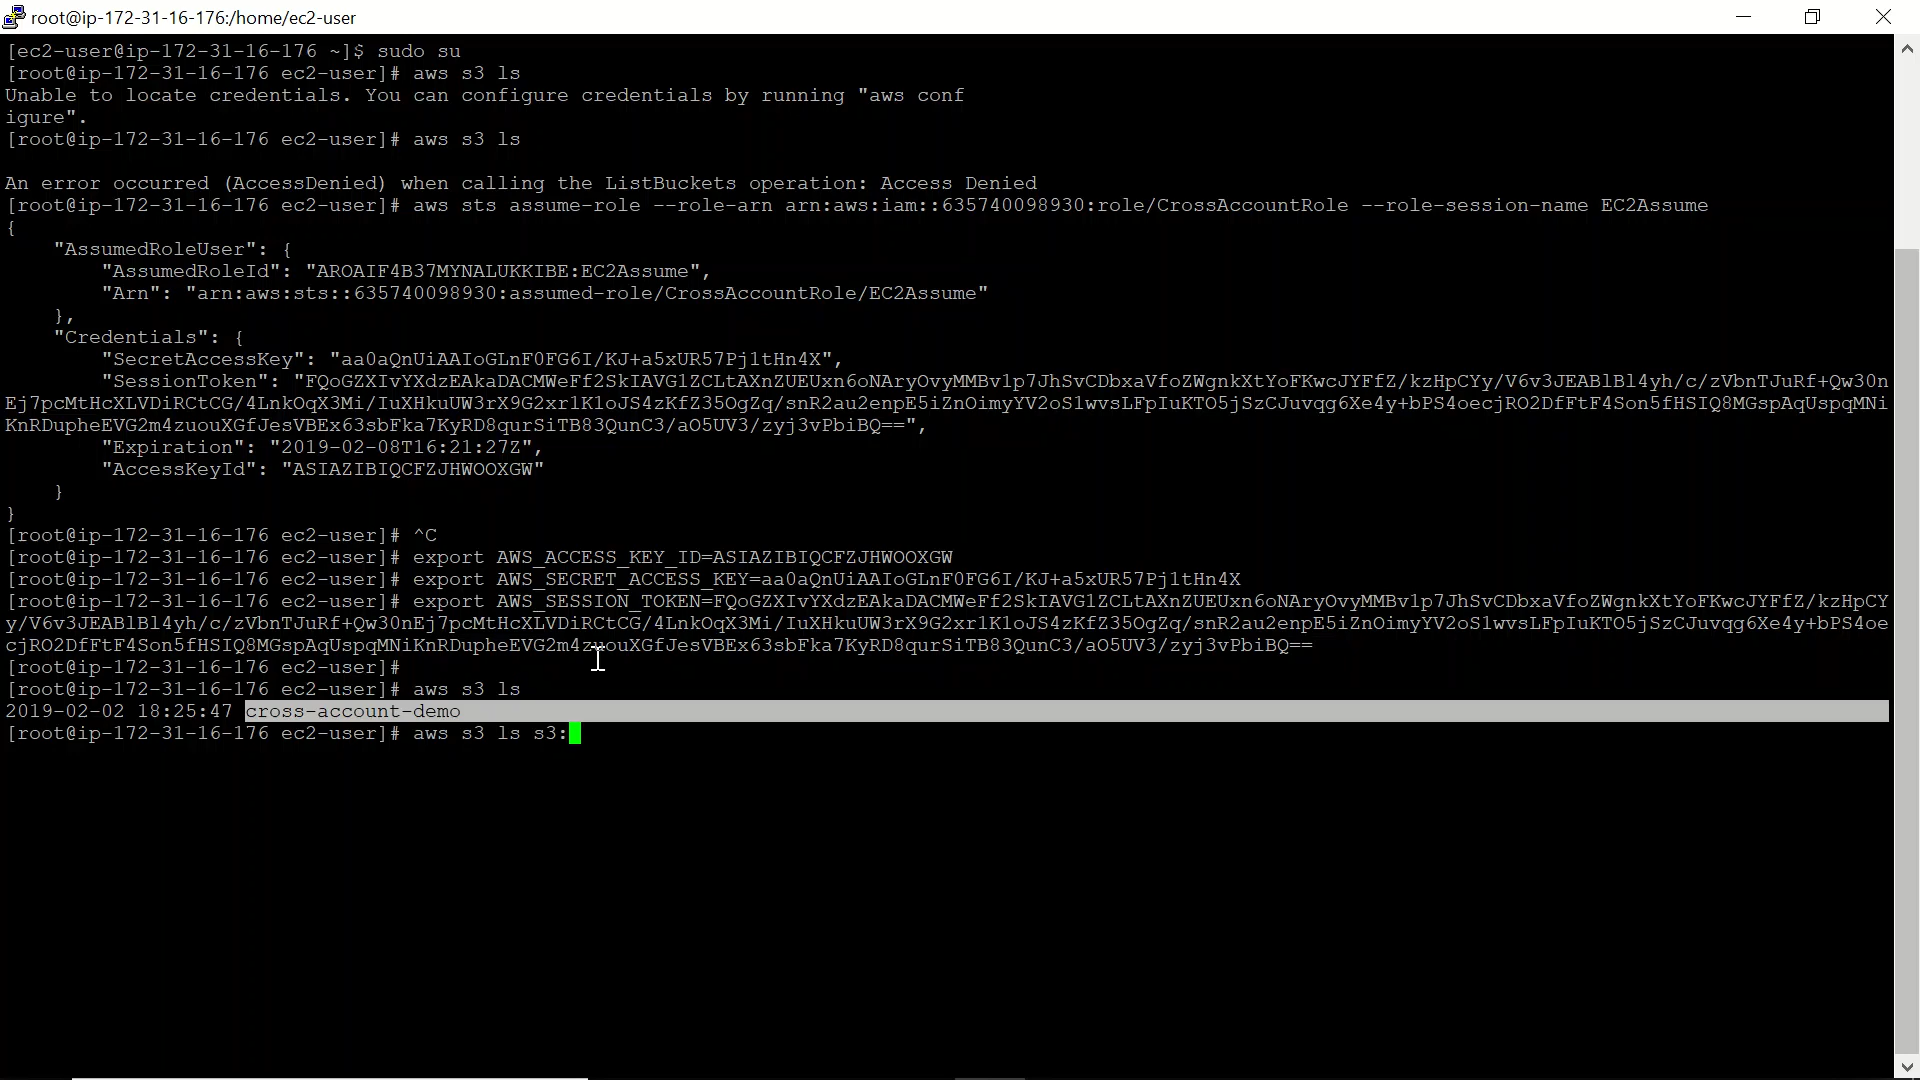 root@ip-172-31-16-176:/home/ec2-user
[ec2-user@ip-172-31-16-176 ~]$ sudo su
[root@ip-172-31-16-176 ec2-user]# aws s3 ls
Unable to locate credentials. You can configure credentials by running "aws conf
igure".
[root@ip-172-31-16-176 ec2-user]# aws s3 ls
An error occurred (AccessDenied) when calling the ListBuckets operation: Access Denied
[root@ip-172-31-16-176 ec2-user]# aws sts assume-role --role-arn arn:aws:iam::635740098930:role/CrossAccountRole --role-session-name EC2Assume
{
    "AssumedRoleUser": {
        "AssumedRoleId": "AROAIF4B37MYNALUKKIBE:EC2Assume",
        "Arn": "arn:aws:sts::635740098930:assumed-role/CrossAccountRole/EC2Assume"
    },
    "Credentials": {
        "SecretAccessKey": "aa0aQnUiAAIoGLnF0FG6I/KJ+a5xUR57Pj1tHn4X",
        "SessionToken": "FQoGZXIvYXdzEAkaDACMWeFf2SkIAVG1ZCLtAXnZUEUxn6oNAryOvyMMBv1p7JhSvCDbxaVfoZWgnkXtYoFKwcJYFfZ/kzHpCYy/V6v3JEABlBl4yh/c/zVbnTJuRf+Qw30n
Ej7pcMtHcXLVDiRCtCG/4LnkOqX3Mi/IuXHkuUW3rX9G2xr1K1oJS4zKfZ35OgZq/snR2au2enpE5iZnOimyYV2oS1wvsLFpIuKTO5jSzCJuvqg6Xe4y+bPS4oecjRO2DfFtF4Son5fHSIQ8MGspAqUspqMNi
KnRDupheEVG2m4zuouXGfJesVBEx63sbFka7KyRD8qurSiTB83QunC3/aO5UV3/zyj3vPbiBQ==",
        "Expiration": "2019-02-08T16:21:27Z",
        "AccessKeyId": "ASIAZIBIQCFZJHWOOXGW"
    }
}
[root@ip-172-31-16-176 ec2-user]# ^C
[root@ip-172-31-16-176 ec2-user]# export AWS_ACCESS_KEY_ID=ASIAZIBIQCFZJHWOOXGW
[root@ip-172-31-16-176 ec2-user]# export AWS_SECRET_ACCESS_KEY=aa0aQnUiAAIoGLnF0FG6I/KJ+a5xUR57Pj1tHn4X
[root@ip-172-31-16-176 ec2-user]# export AWS_SESSION_TOKEN=FQoGZXIvYXdzEAkaDACMWeFf2SkIAVG1ZCLtAXnZUEUxn6oNAryOvyMMBv1p7JhSvCDbxaVfoZWgnkXtYoFKwcJYFfZ/kzHpCY
y/V6v3JEABlBl4yh/c/zVbnTJuRf+Qw30nEj7pcMtHcXLVDiRCtCG/4LnkOqX3Mi/IuXHkuUW3rX9G2xr1K1oJS4zKfZ35OgZq/snR2au2enpE5iZnOimyYV2oS1wvsLFpIuKTO5jSzCJuvqg6Xe4y+bPS4oe
cjRO2DfFtF4Son5fHSIQ8MGspAqUspqMNiKnRDupheEVG2m4zuouXGfJesVBEx63sbFka7KyRD8qurSiTB83QunC3/aO5UV3/zyj3vPbiBQ==
[root@ip-172-31-16-176 ec2-user]#
[root@ip-172-31-16-176 ec2-user]# aws s3 ls
2019-02-02 18:25:47 cross-account-demo
[root@ip-172-31-16-176 ec2-user]# aws s3 ls s3: